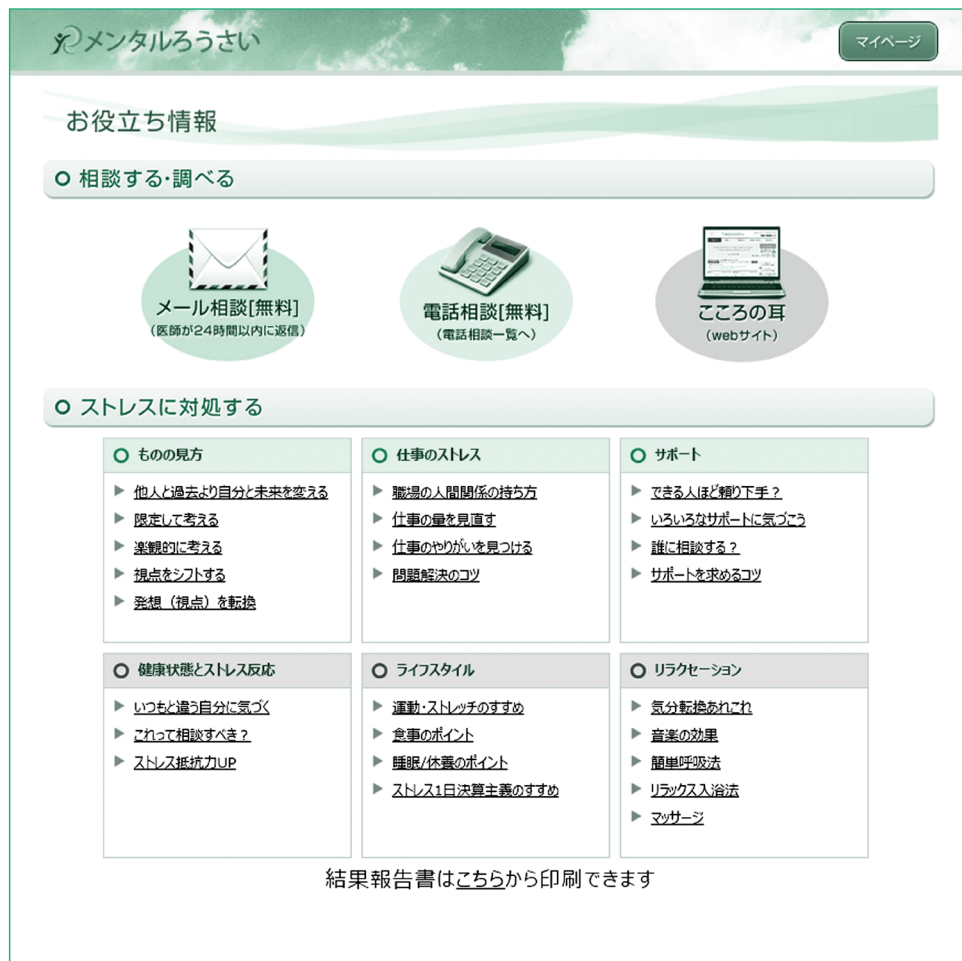 メンタルろうさい
マイページ
お役立ち情報
相談する・調べる
メール相談[無料]
(医師が24時間以内に返信)
電話相談[無料]
(電話相談一覧へ)
こころの耳
(webサイト)
ストレスに対処する
ものの見方
他人と過去より自分と未来を変える
限定して考える
楽観的に考える
視点をシフトする
発想（視点）を転換
仕事のストレス
職場の人間関係の持ち方
仕事の量を見直す
仕事のやりがいを見つける
問題解決のコツ
サポート
できる人ほど頼り下手？
いろいろなサポートに気づこう
誰に相談する？
サポートを求めるコツ
健康状態とストレス反応
いつもと違う自分に気づく
これって相談すべき？
ストレス抵抗力UP
ライフスタイル
運動・ストレッチのすすめ
食事のポイント
睡眠/休養のポイント
ストレス1日決算主義のすすめ
リラクセーション
気分転換あれこれ
音楽の効果
簡単呼吸法
リラックス入浴法
マッサージ
結果報告書はこちらから印刷できます